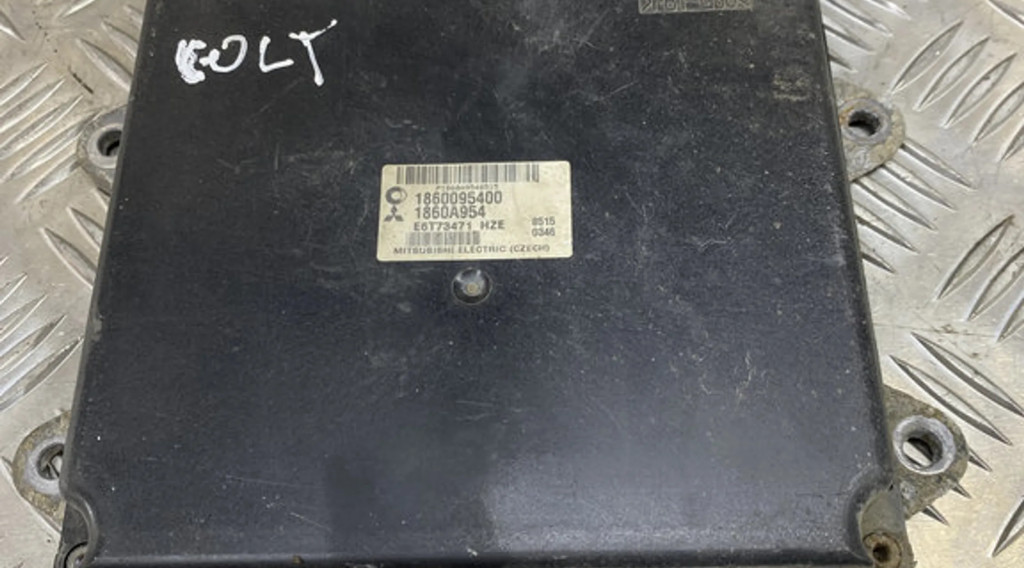 COLT
1860095400
1860A954
E6T73471 HZE 8515
0346
MITSUBISHI ELECTRIC (CZECH)